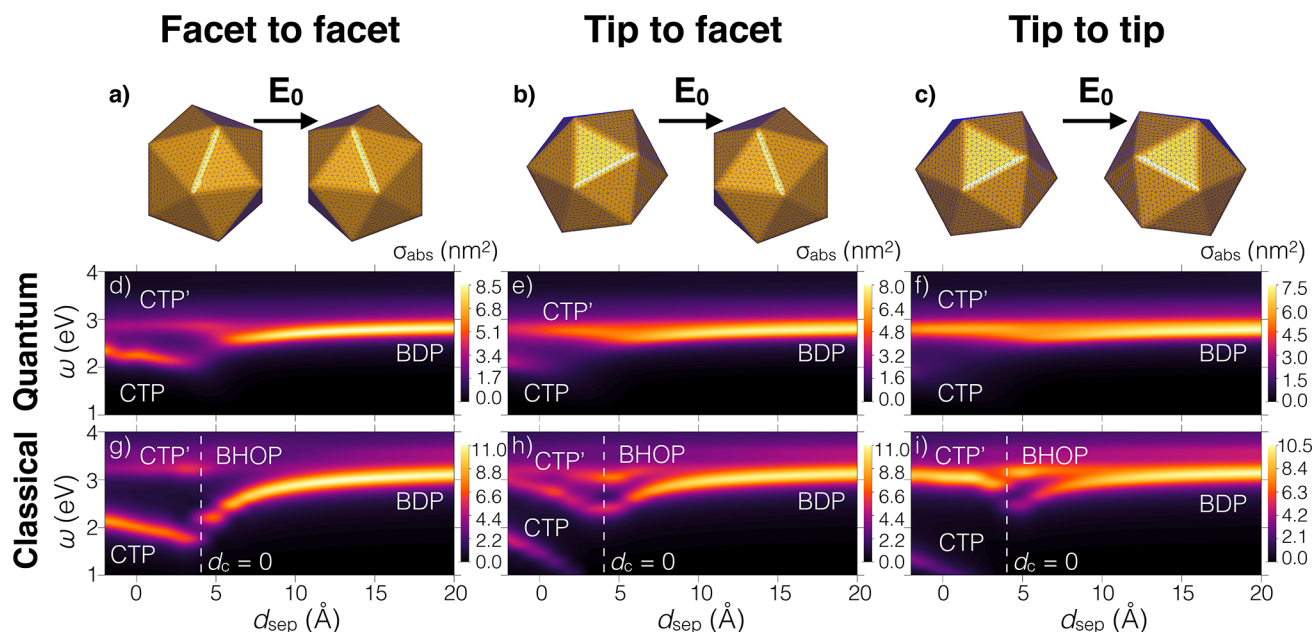 Facet to facet
Tip to facet
Tip to tip
a)
E₀
b)
E₀
c)
E₀
σabs (nm²)
σabs (nm²)
σabs (nm²)
Quantum
ω (eV)
4
3
2
1
d)
CTP'
BDP
CTP
8.5
6.8
5.1
3.4
1.7
0.0
e)
CTP'
BDP
CTP
8.0
6.4
4.8
3.2
1.6
0.0
f)
CTP'
BDP
CTP
7.5
6.0
4.5
3.0
1.5
0.0
Classical
ω (eV)
4
3
2
1
g)
CTP'
BHOP
BDP
CTP
dc = 0
11.0
8.8
6.6
4.4
2.2
0.0
h)
CTP'
BHOP
BDP
CTP
dc = 0
11.0
8.8
6.6
4.4
2.2
0.0
i)
CTP'
BHOP
BDP
CTP
dc = 0
10.5
8.4
6.3
4.2
2.1
0.0
0 5 10 15 20
0 5 10 15 20
0 5 10 15 20
dsep (Å)
dsep (Å)
dsep (Å)